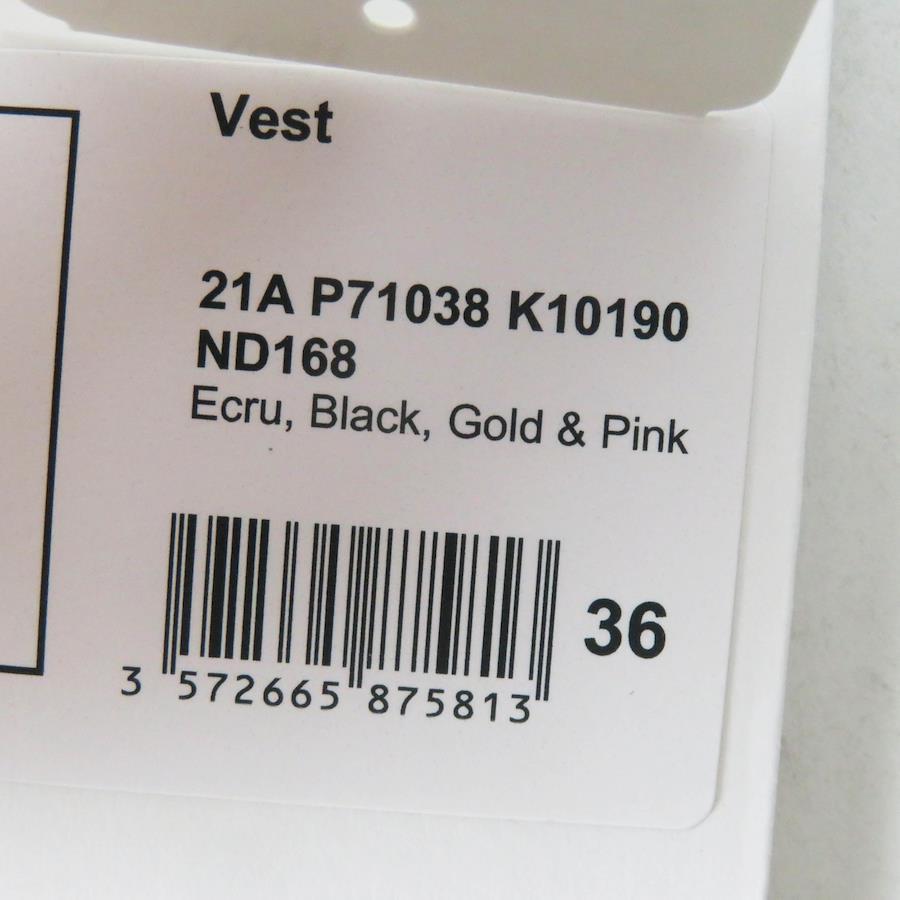 Vest
21A P71038 K10190
ND168
Ecru, Black, Gold & Pink
36
3 572665 875813